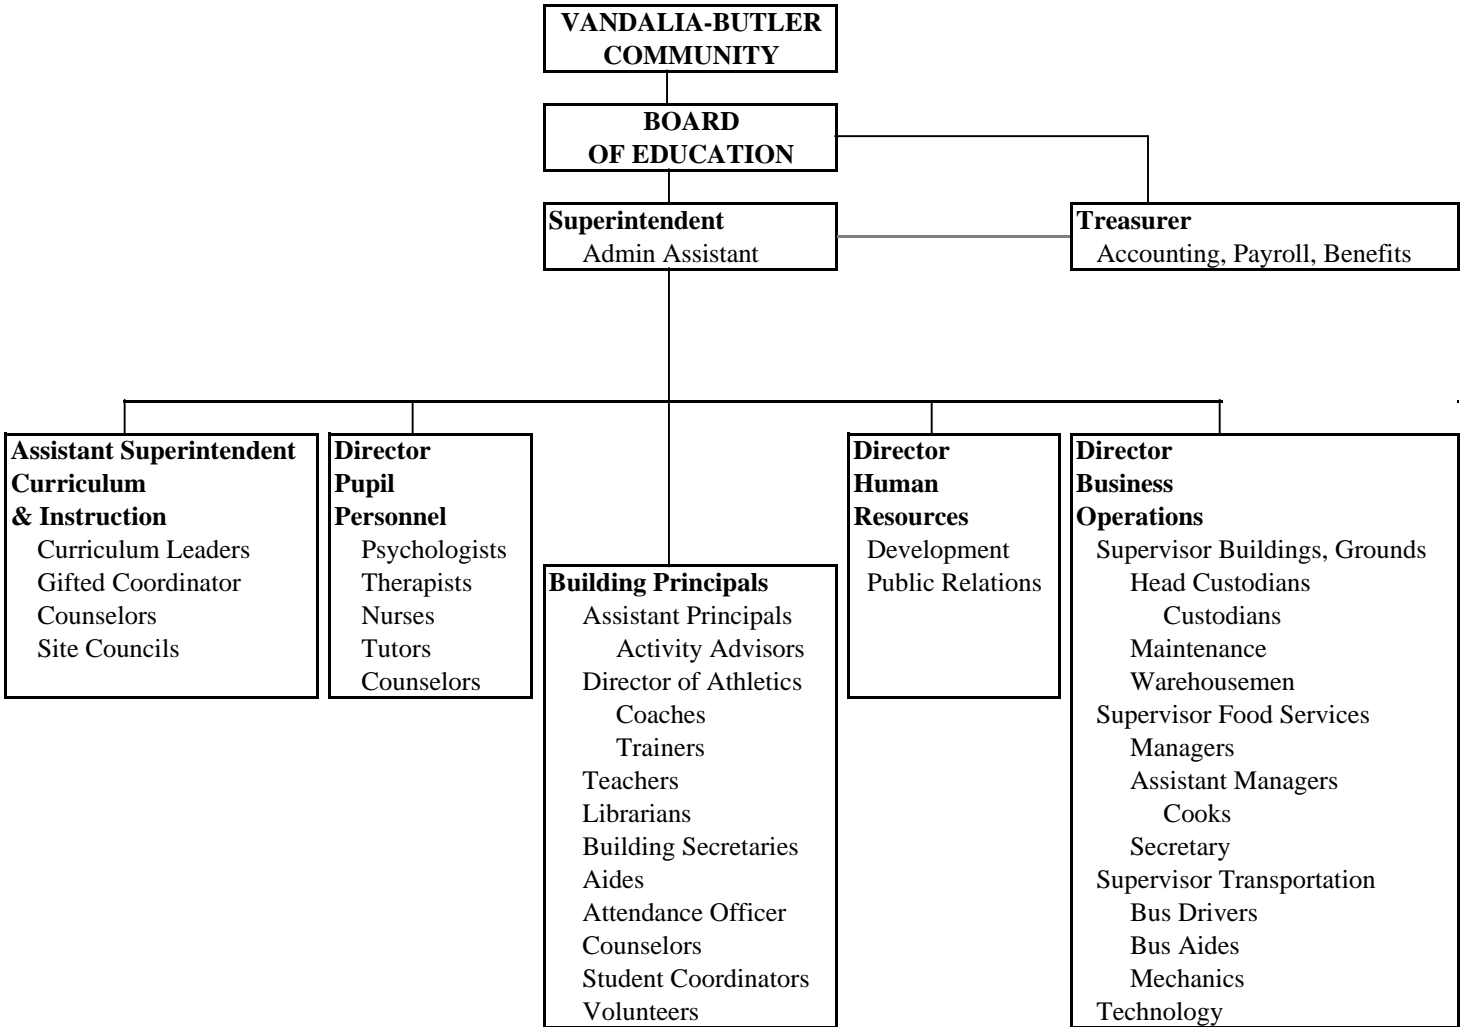 VANDALIA-BUTLER
COMMUNITY
BOARD
OF EDUCATION
Superintendent
Admin Assistant
Treasurer
Accounting, Payroll, Benefits
Assistant Superintendent
Curriculum
& Instruction
Curriculum Leaders
Gifted Coordinator
Counselors
Site Councils
Director
Pupil
Personnel
Psychologists
Therapists
Nurses
Tutors
Counselors
Building Principals
Assistant Principals
Activity Advisors
Director of Athletics
Coaches
Trainers
Teachers
Librarians
Building Secretaries
Aides
Attendance Officer
Counselors
Student Coordinators
Volunteers
Director
Human
Resources
Development
Public Relations
Director
Business
Operations
Supervisor Buildings, Grounds
Head Custodians
Custodians
Maintenance
Warehousemen
Supervisor Food Services
Managers
Assistant Managers
Cooks
Secretary
Supervisor Transportation
Bus Drivers
Bus Aides
Mechanics
Technology